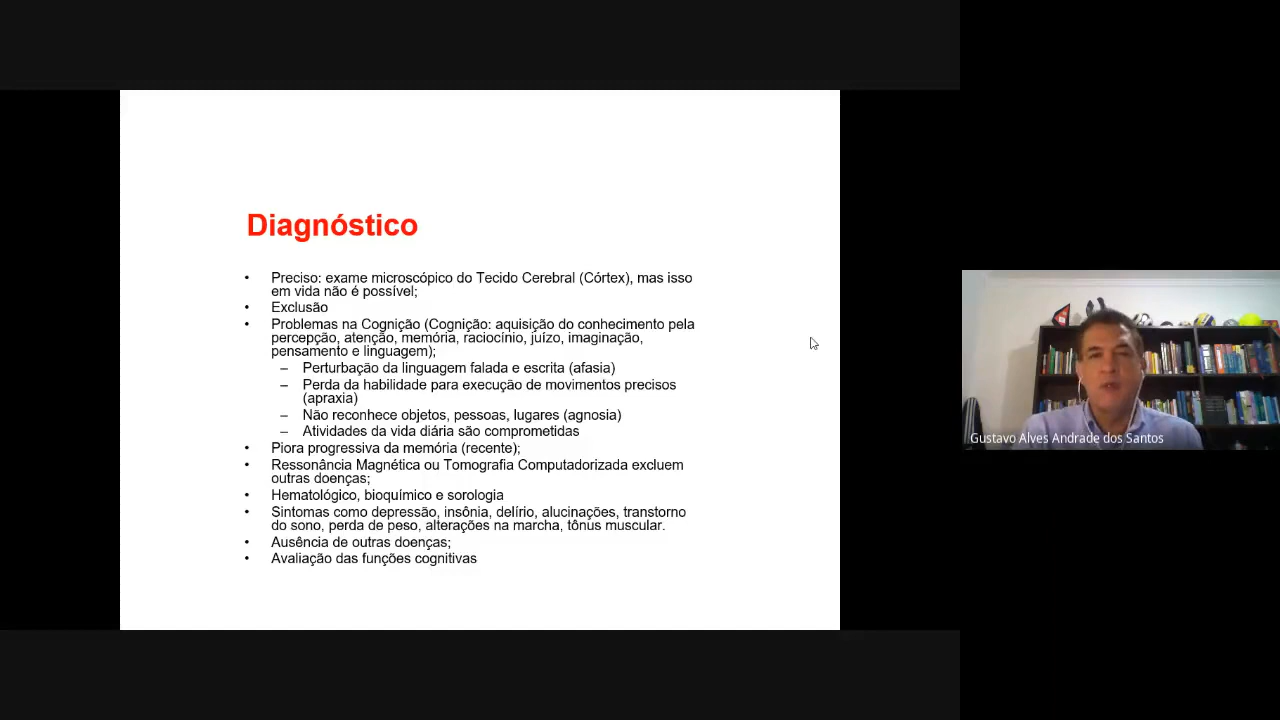 Diagnóstico
• Preciso: exame microscópico do Tecido Cerebral (Córtex), mas isso
em vida não é possível;
• Exclusão
• Problemas na Cognição (Cognição: aquisição do conhecimento pela
percepção, atenção, memória, raciocínio, juízo, imaginação,
pensamento e linguagem);
– Perturbação da linguagem falada e escrita (afasia)
– Perda da habilidade para execução de movimentos precisos
(apraxia)
– Não reconhece objetos, pessoas, lugares (agnosia)
– Atividades da vida diária são comprometidas
• Piora progressiva da memória (recente);
• Ressonância Magnética ou Tomografia Computadorizada excluem
outras doenças;
• Hematológico, bioquímico e sorologia
• Sintomas como depressão, insônia, delírio, alucinações, transtorno
do sono, perda de peso, alterações na marcha, tônus muscular.
• Ausência de outras doenças;
• Avaliação das funções cognitivas
Gustavo Alves Andrade dos Santos